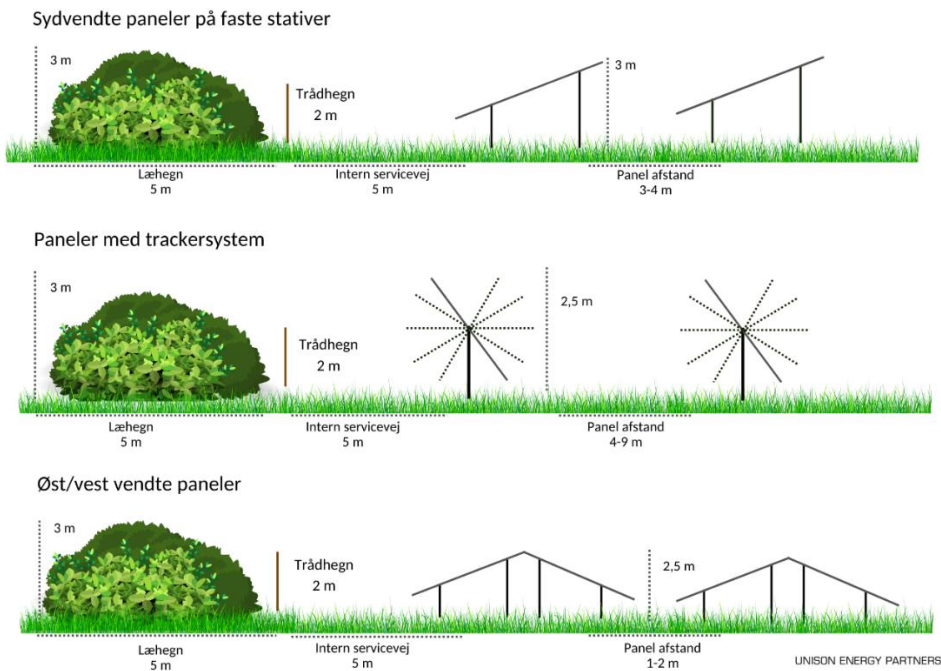 Sydvendte paneler på faste stativer
3 m
Trådhegn
2 m
3 m
Læhegn
5 m
Intern servicevej
5 m
Panel afstand
3-4 m
Paneler med trackersystem
3 m
Trådhegn
2 m
2,5 m
Læhegn
5 m
Intern servicevej
5 m
Panel afstand
4-9 m
Øst/vest vendte paneler
3 m
Trådhegn
2 m
2,5 m
Læhegn
5 m
Intern servicevej
5 m
Panel afstand
1-2 m
UNISON ENERGY PARTNERS